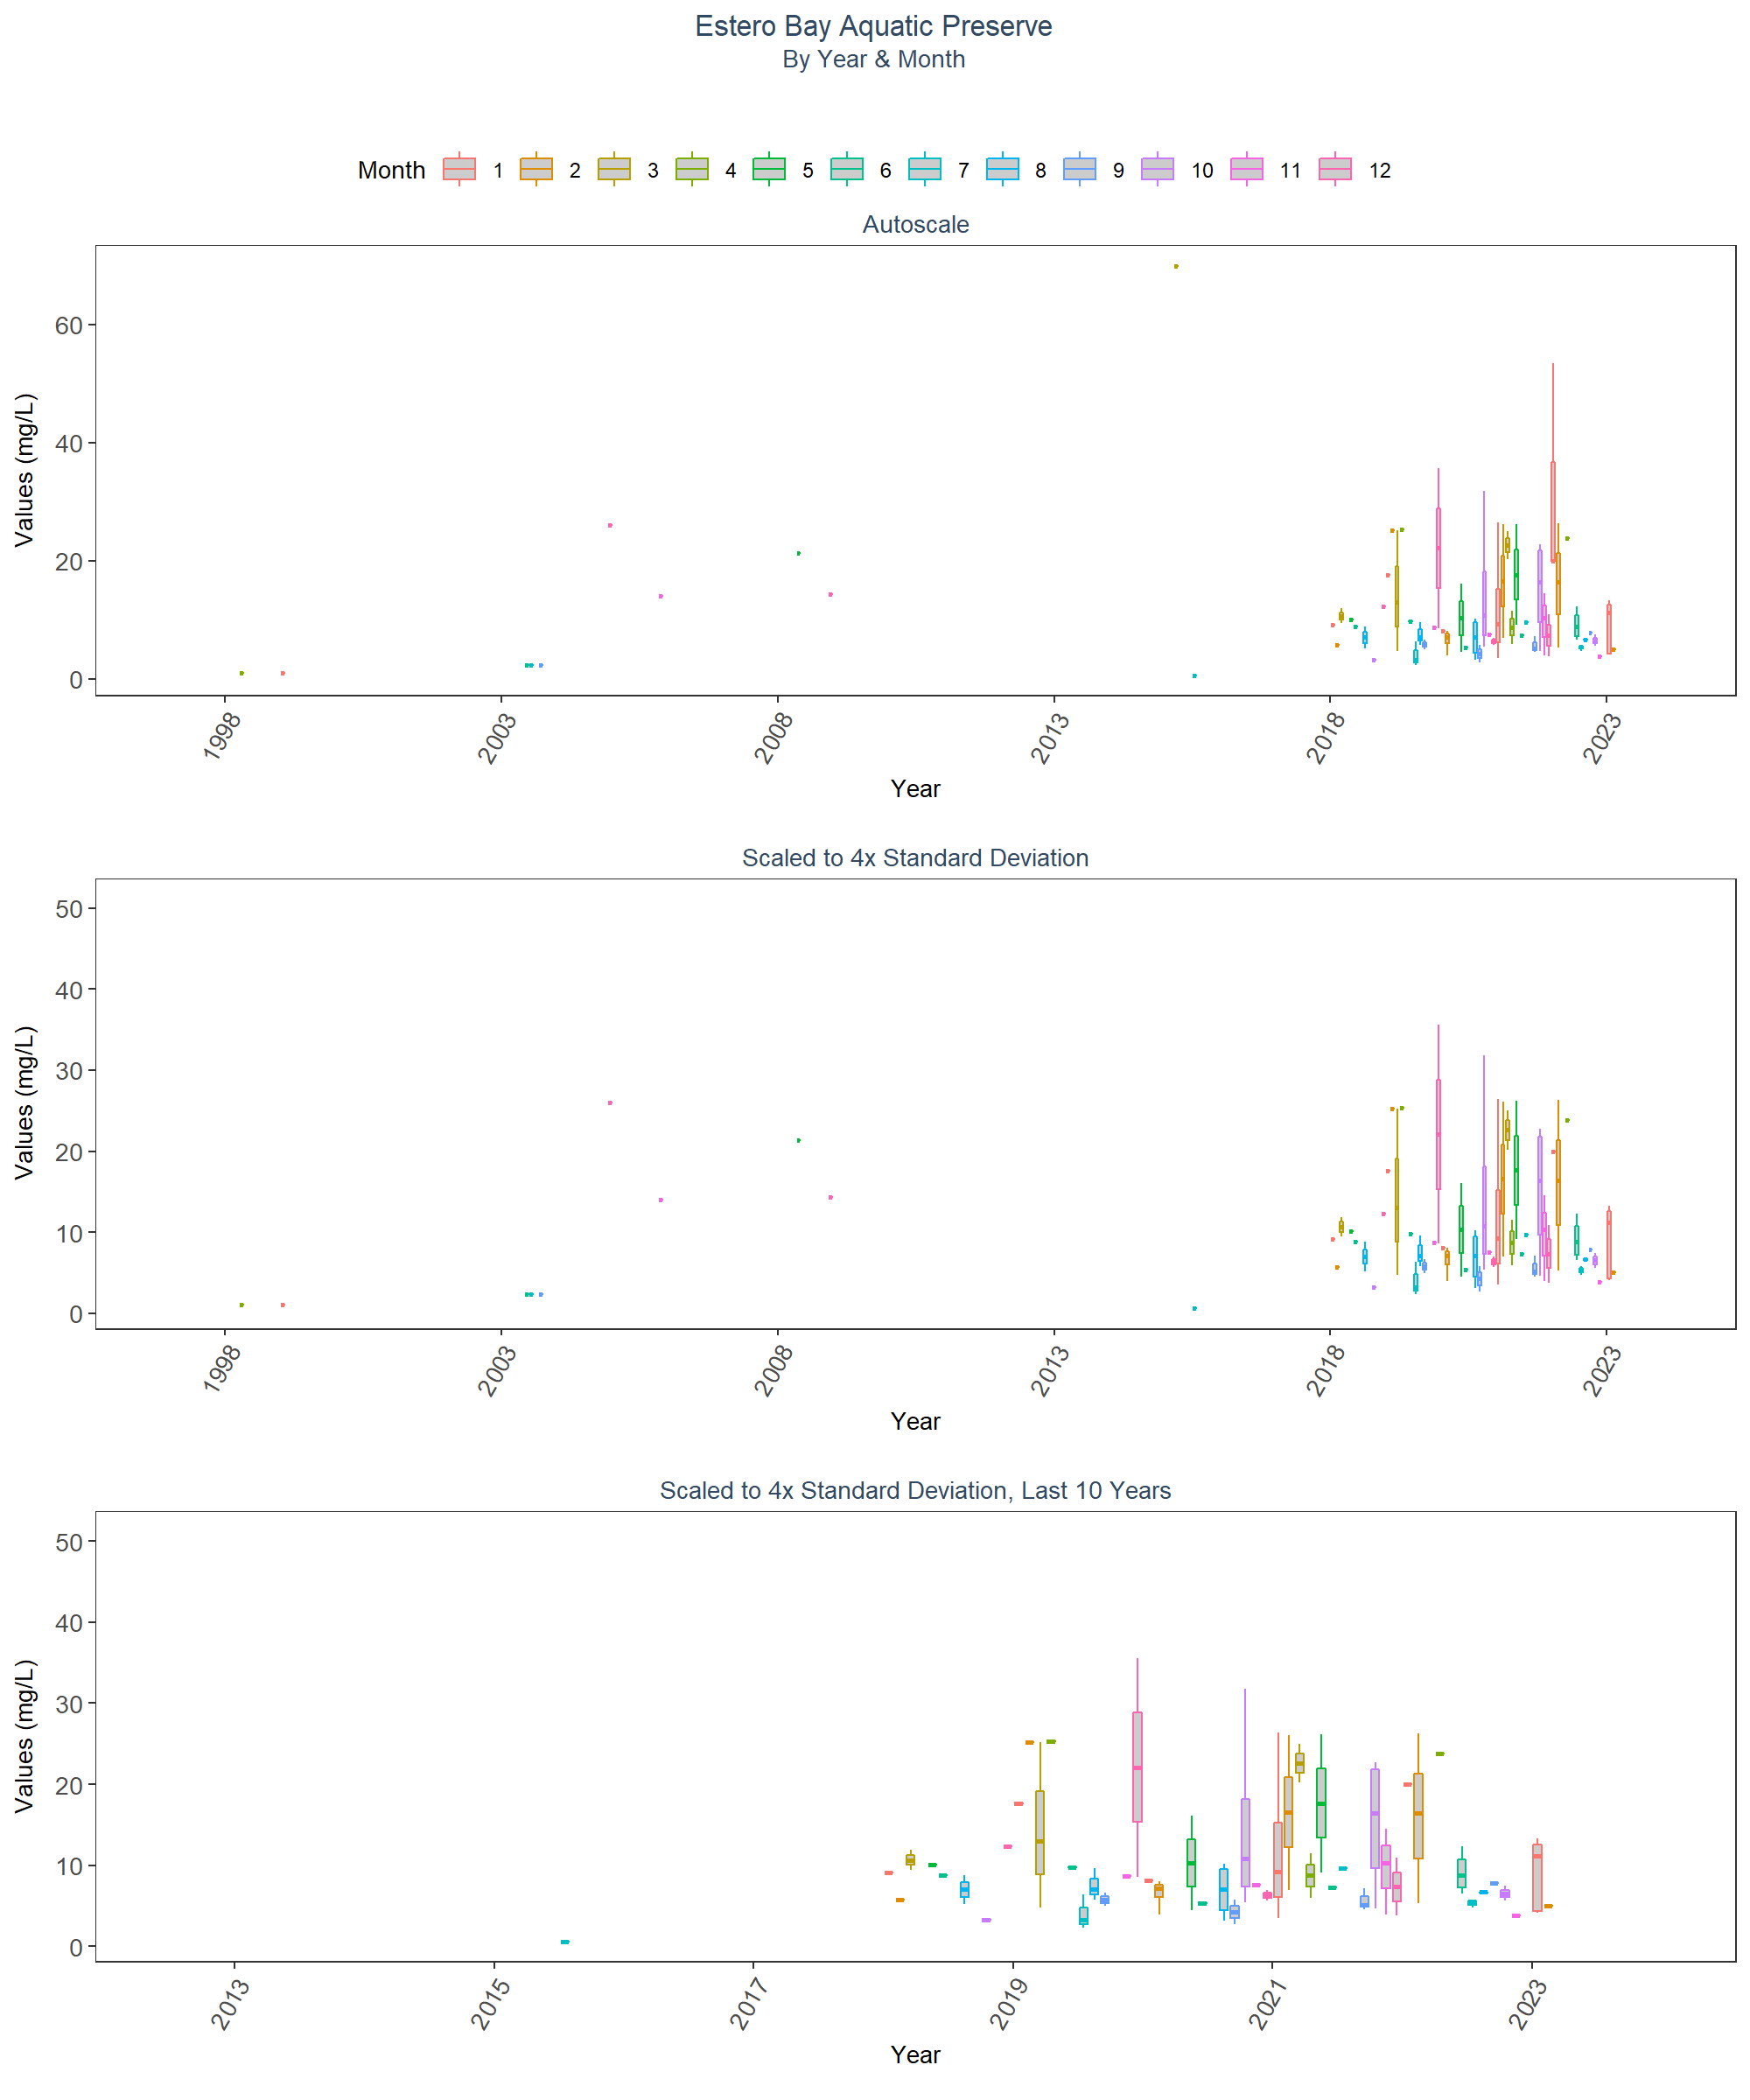 Estero Bay Aquatic Preserve
By Year & Month
Month 1 2 3 4 5 6 7 8 9 10 11 12
Autoscale
Values (mg/L)
60
40
20
0
1998 2003 2008 2013 2018 2023
Year
Scaled to 4x Standard Deviation
Values (mg/L)
50
40
30
20
10
0
1998 2003 2008 2013 2018 2023
Year
Scaled to 4x Standard Deviation, Last 10 Years
Values (mg/L)
50
40
30
20
10
0
2013 2015 2017 2019 2021 2023
Year